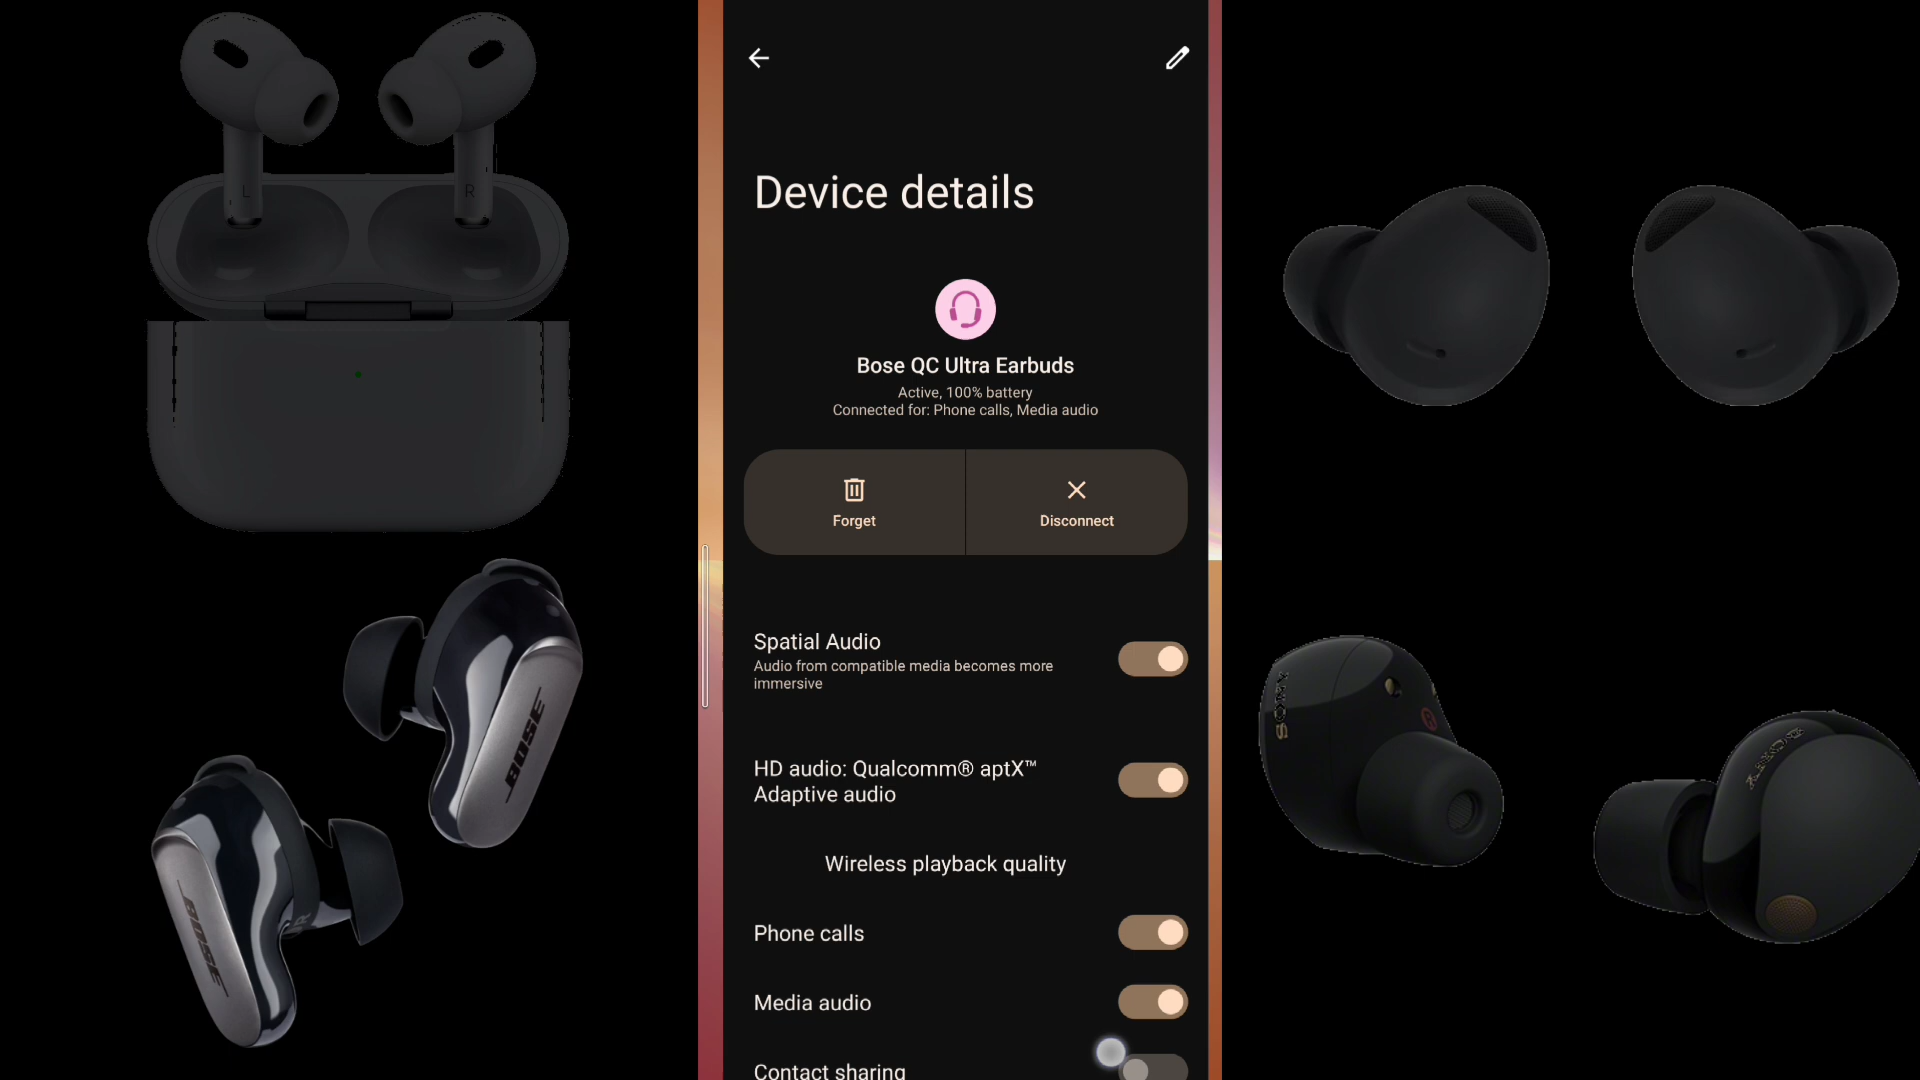 L
R
Device details
Bose QC Ultra Earbuds
Active, 100% battery
Connected for: Phone calls, Media audio
Forget
Disconnect
Spatial Audio
Audio from compatible media becomes more
immersive
HD audio: Qualcomm® aptX™
Adaptive audio
Wireless playback quality
Phone calls
Media audio
Contact sharing
BOSE
BOSE
R
SONY
R
SONY